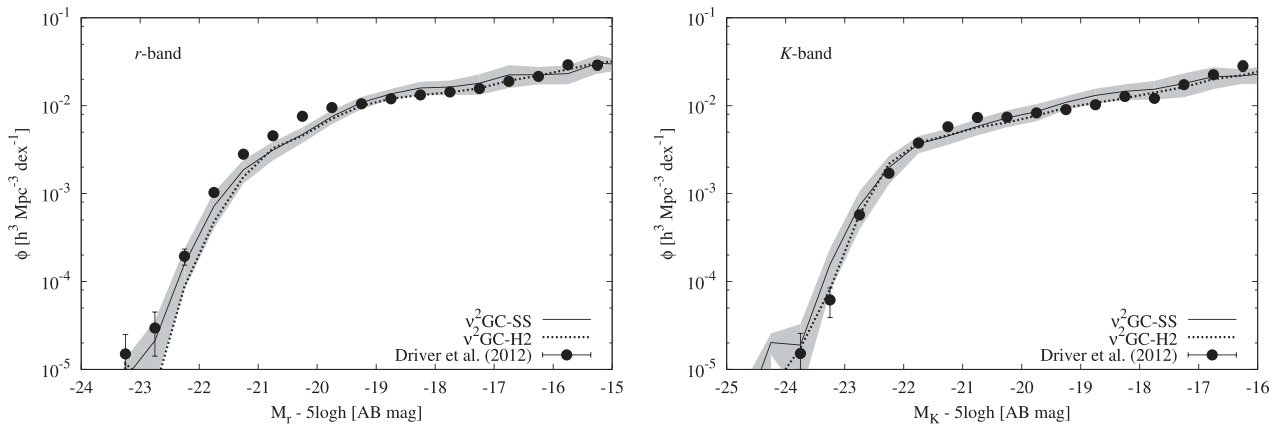 10⁻¹
10⁻²
10⁻³
10⁻⁴
10⁻⁵
ϕ [h³ Mpc⁻³ dex⁻¹]
r-band
ν²GC-SS
ν²GC-H2
Driver et al. (2012)
-24 -23 -22 -21 -20 -19 -18 -17 -16 -15
Mᵣ - 5logh [AB mag]
10⁻¹
10⁻²
10⁻³
10⁻⁴
10⁻⁵
ϕ [h³ Mpc⁻³ dex⁻¹]
K-band
ν²GC-SS
ν²GC-H2
Driver et al. (2012)
-25 -24 -23 -22 -21 -20 -19 -18 -17 -16
M_K - 5logh [AB mag]